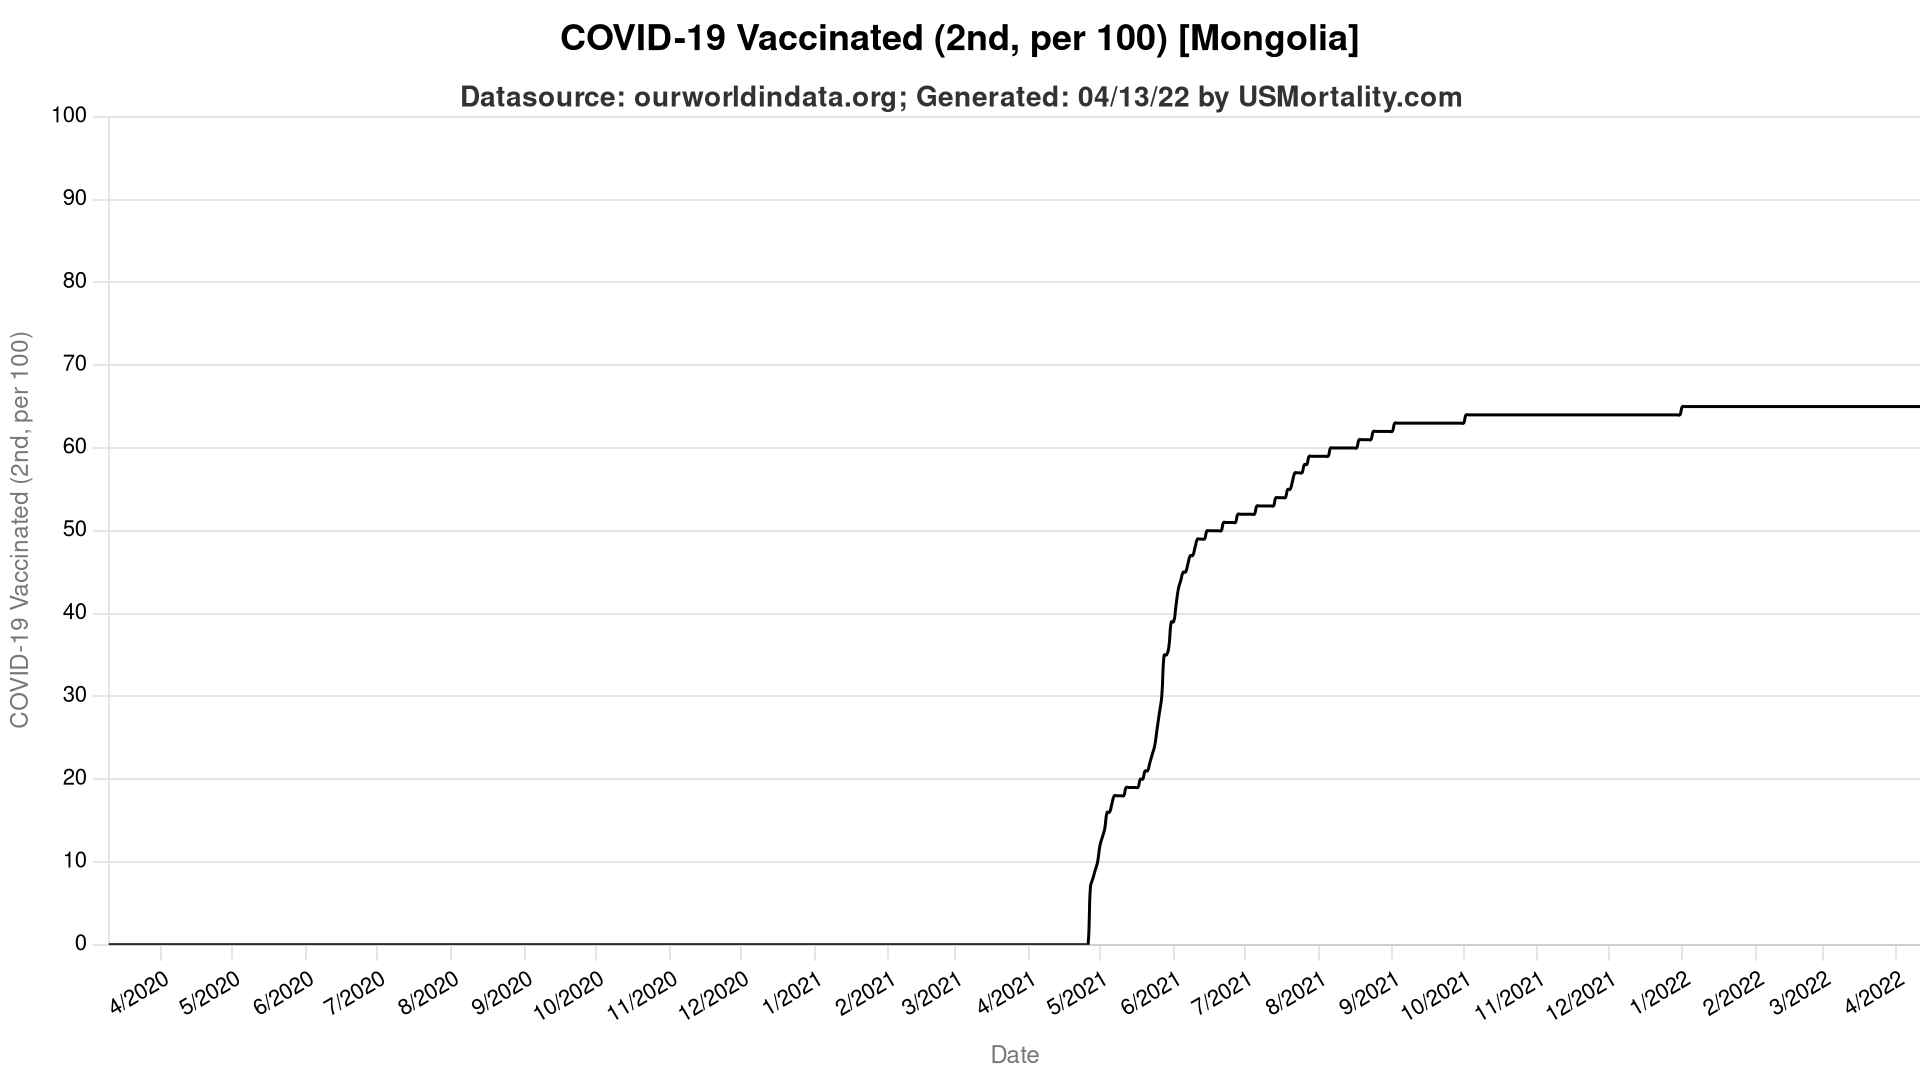 COVID-19 Vaccinated (2nd, per 100) [Mongolia]
Datasource: ourworldindata.org; Generated: 04/13/22 by USMortality.com
COVID-19 Vaccinated (2nd, per 100)
100
90
80
70
60
50
40
30
20
10
0
4/2020 5/2020 6/2020 7/2020 8/2020 9/2020 10/2020 11/2020 12/2020 1/2021 2/2021 3/2021 4/2021 5/2021 6/2021 7/2021 8/2021 9/2021 10/2021 11/2021 12/2021 1/2022 2/2022 3/2022 4/2022
Date